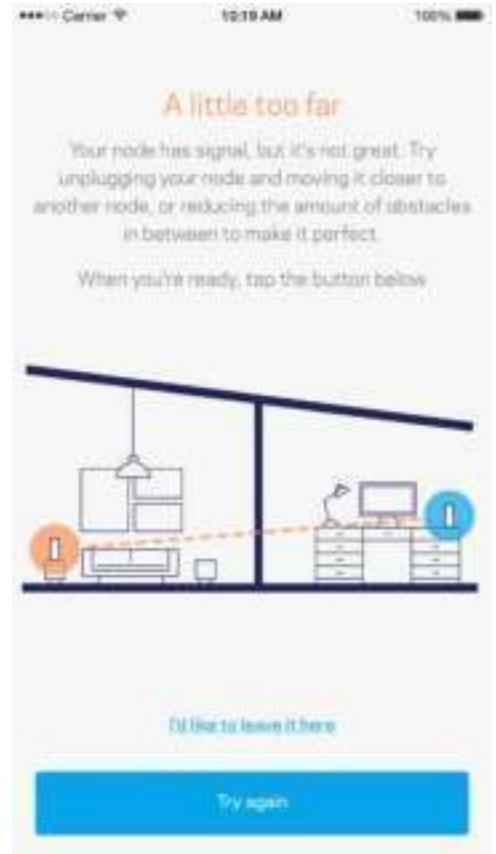 Carrier 10:19 AM 100%
A little too far
Your node has signal, but it's not great. Try
unplugging your node and moving it closer to
another node, or reducing the amount of obstacles
in between to make it perfect.
When you're ready, tap the button below
I'd like to leave it here
Try again